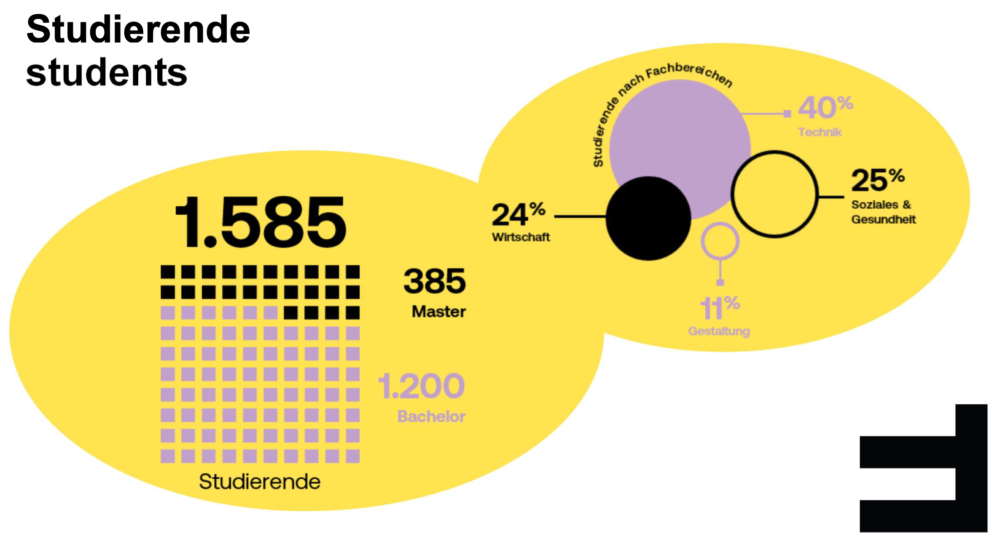 Studierende
students
1.585
385
Master
1.200
Bachelor
Studierende
Studierende nach Fachbereichen
40%
Technik
25%
Soziales &
Gesundheit
24%
Wirtschaft
11%
Gestaltung